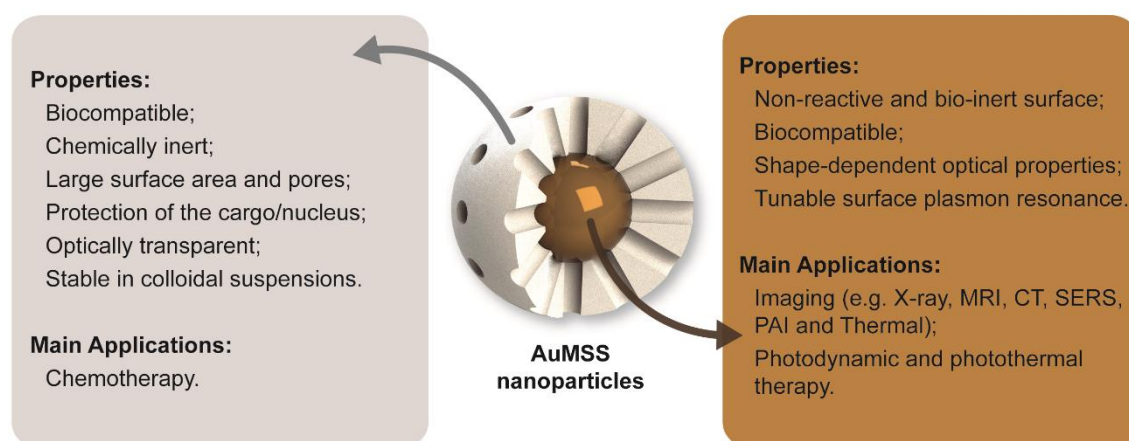 Properties:
Biocompatible;
Chemically inert;
Large surface area and pores;
Protection of the cargo/nucleus;
Optically transparent;
Stable in colloidal suspensions.
Main Applications:
Chemotherapy.
AuMSS
nanoparticles
Properties:
Non-reactive and bio-inert surface;
Biocompatible;
Shape-dependent optical properties;
Tunable surface plasmon resonance.
Main Applications:
Imaging (e.g. X-ray, MRI, CT, SERS,
PAI and Thermal);
Photodynamic and photothermal
therapy.